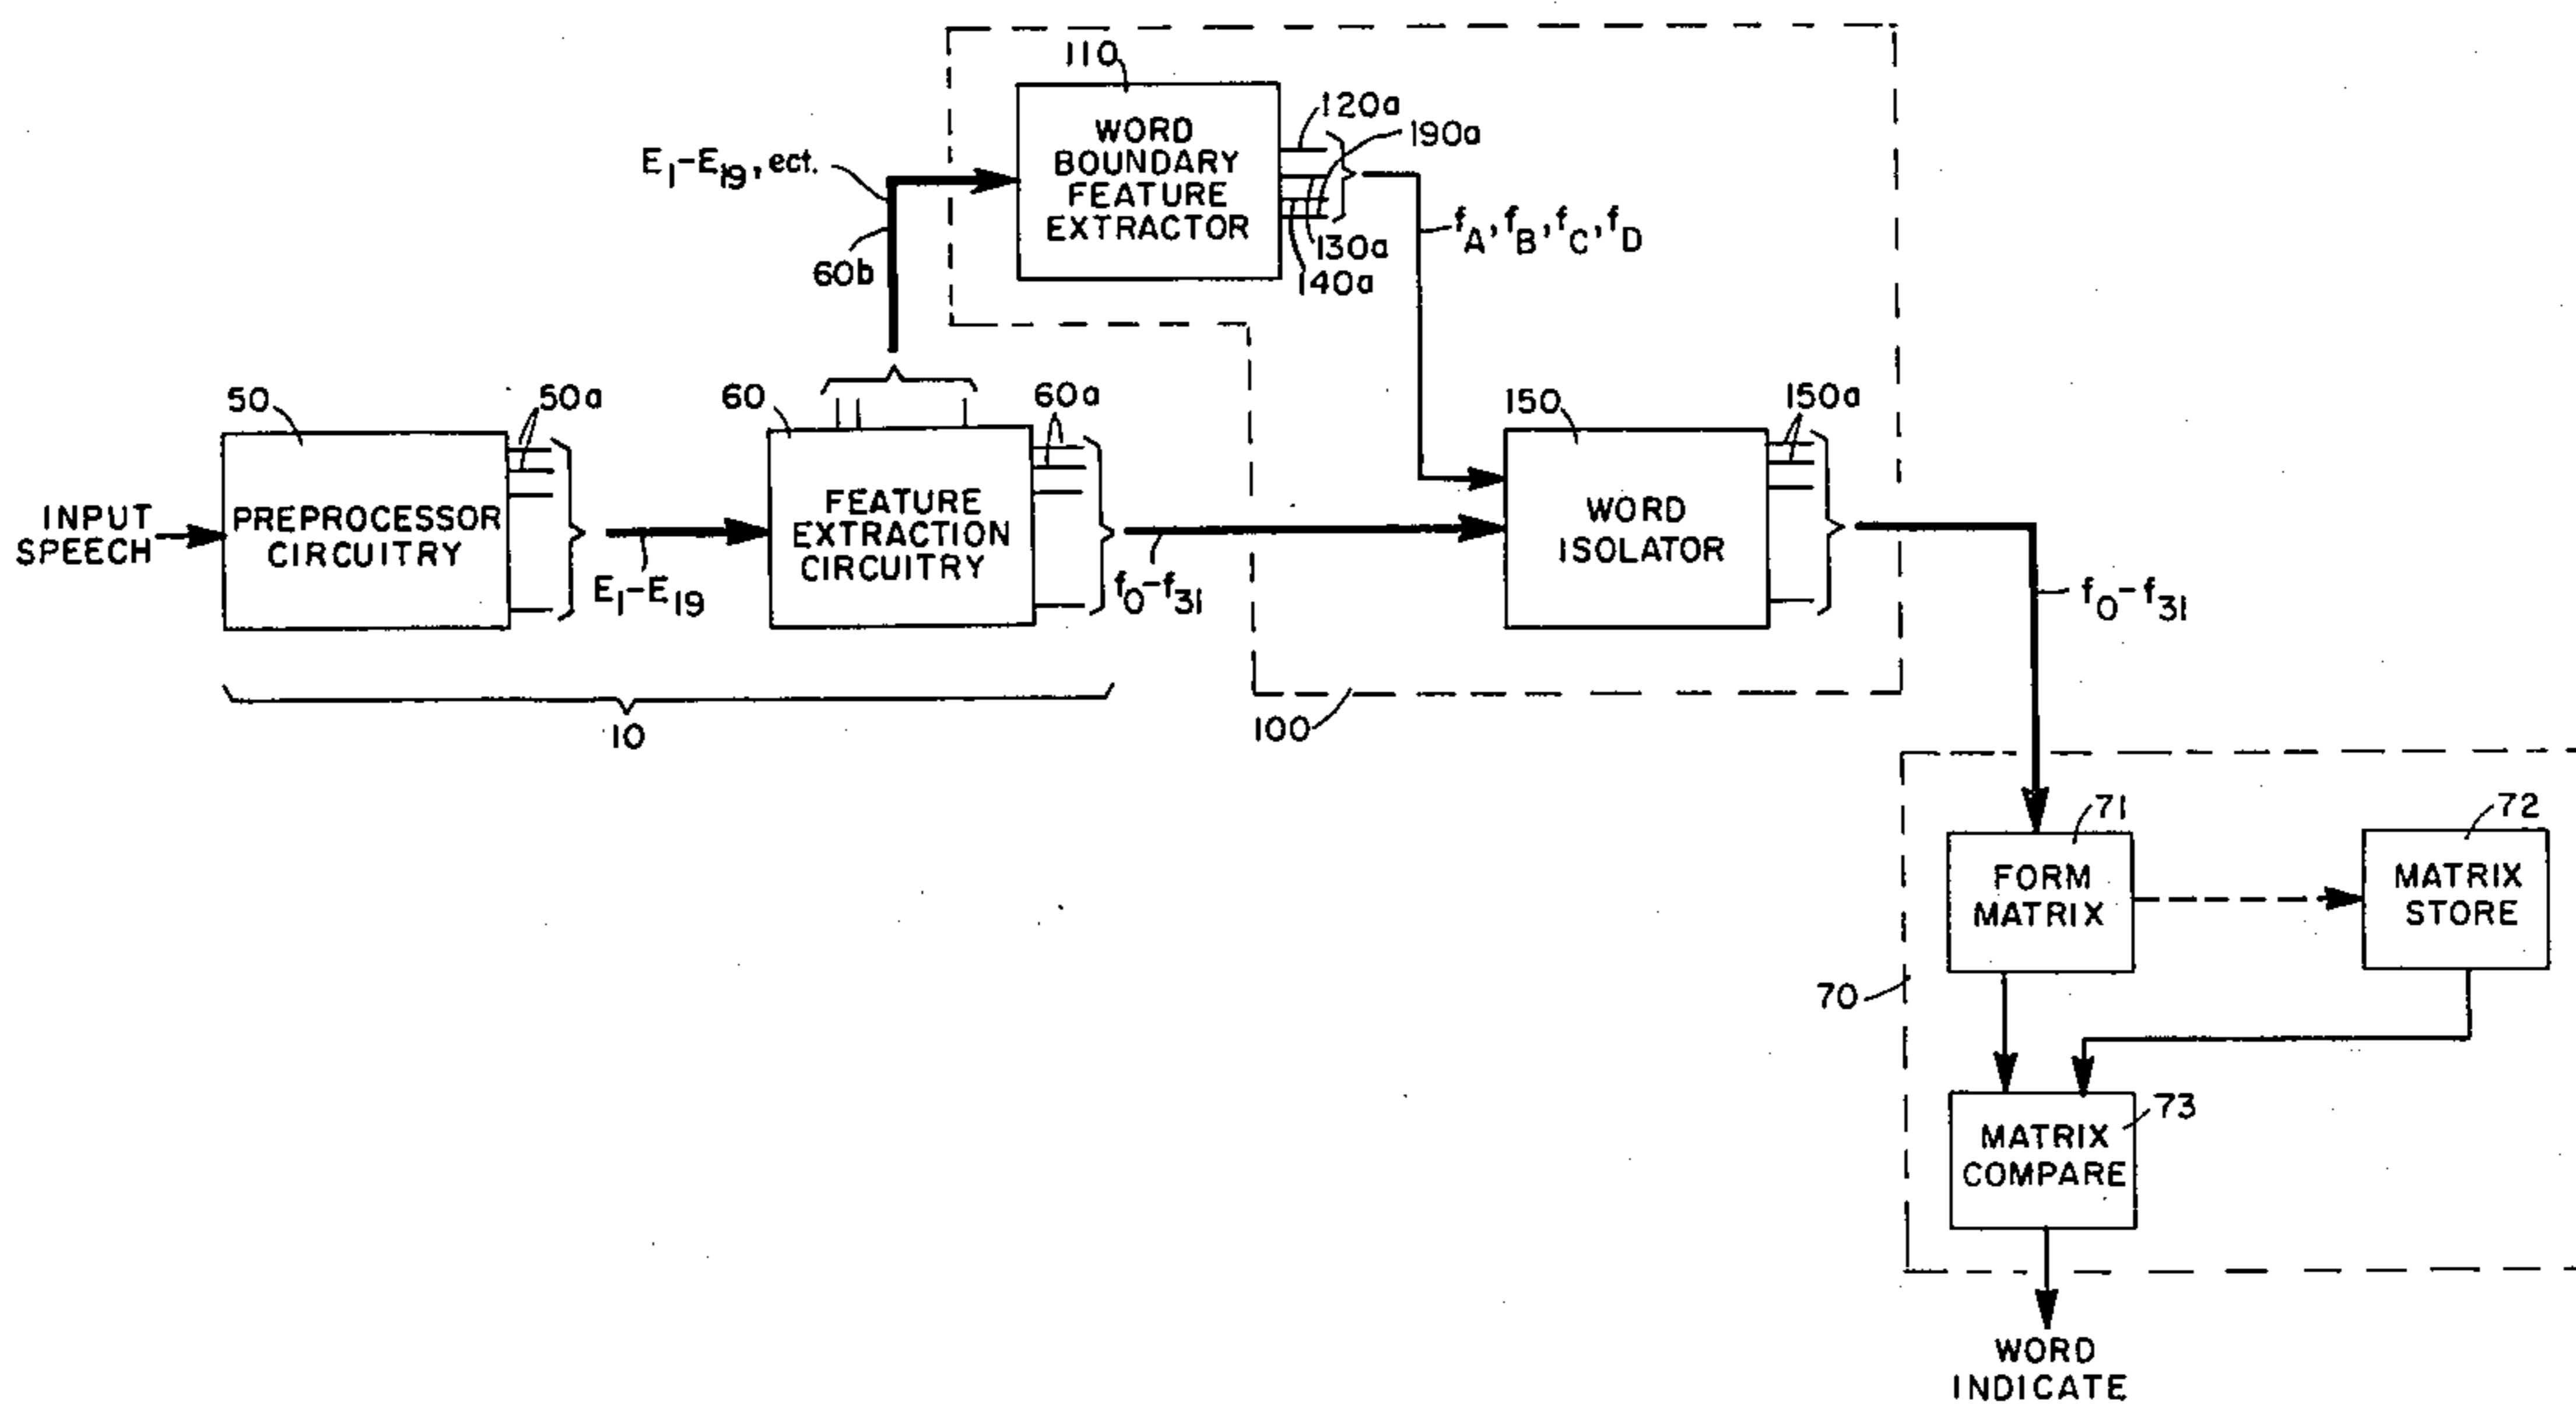 110
WORD
BOUNDARY
FEATURE
EXTRACTOR
120a
190a
130a
140a
E1-E19, ect.
60b
fA, fB, fC, fD
50
50a
60
60a
150
150a
INPUT
SPEECH
PREPROCESSOR
CIRCUITRY
E1-E19
FEATURE
EXTRACTION
CIRCUITRY
f0-f31
WORD
ISOLATOR
f0-f31
10
100
71
72
FORM
MATRIX
MATRIX
STORE
70
73
MATRIX
COMPARE
WORD
INDICATE